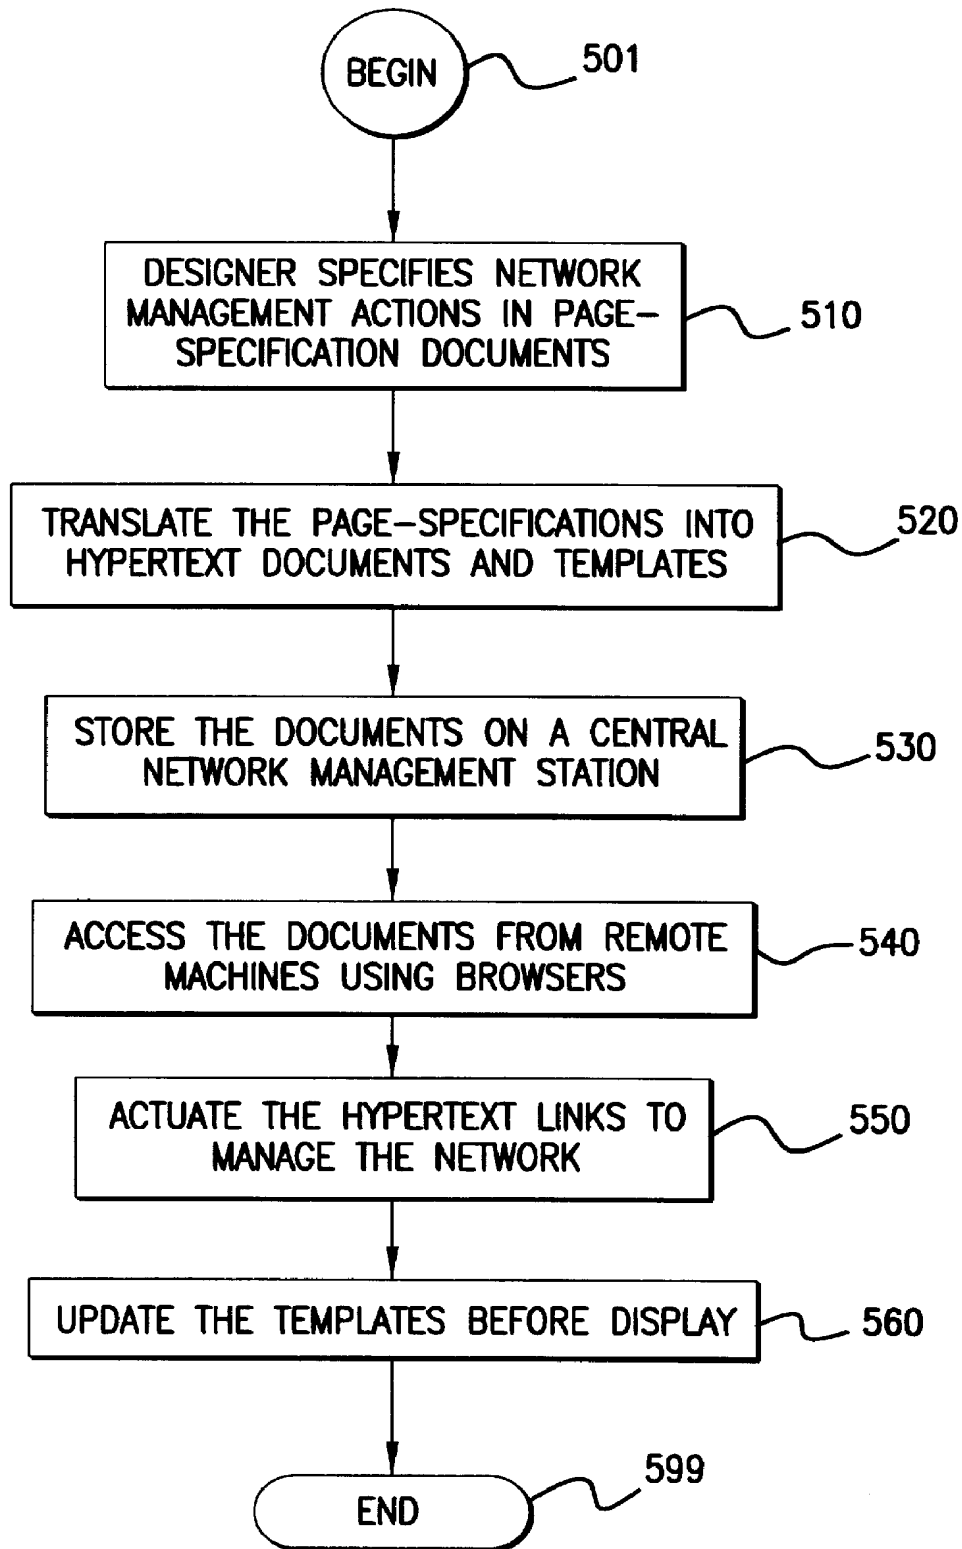 BEGIN
501
DESIGNER SPECIFIES NETWORK
MANAGEMENT ACTIONS IN PAGE-
SPECIFICATION DOCUMENTS
510
TRANSLATE THE PAGE-SPECIFICATIONS INTO
HYPERTEXT DOCUMENTS AND TEMPLATES
520
STORE THE DOCUMENTS ON A CENTRAL
NETWORK MANAGEMENT STATION
530
ACCESS THE DOCUMENTS FROM REMOTE
MACHINES USING BROWSERS
540
ACTUATE THE HYPERTEXT LINKS TO
MANAGE THE NETWORK
550
UPDATE THE TEMPLATES BEFORE DISPLAY
560
END
599